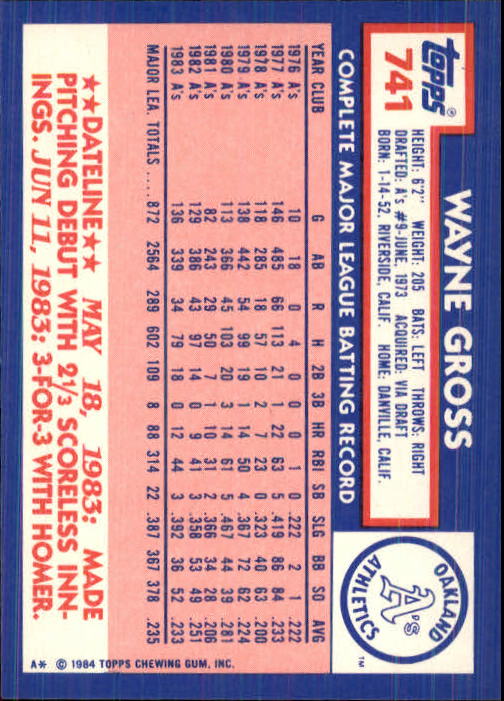 topps®
741
WAYNE GROSS
HEIGHT: 6'2" WEIGHT: 205 BATS: LEFT THROWS: RIGHT
DRAFTED: A's #9-JUNE, 1973 ACQUIRED: VIA DRAFT
BORN: 1-14-52, RIVERSIDE, CALIF. HOME: DANVILLE, CALIF.
OAKLAND
A's
ATHLETICS
TM
COMPLETE MAJOR LEAGUE BATTING RECORD
YEAR CLUB G AB R H 2B 3B HR RBI SB SLG BB SO AVG
1976 A's 10 18 0 4 0 0 0 1 0 .222 2 1 .222
1977 A's 146 485 66 113 21 1 22 63 5 .419 86 84 .233
1978 A's 118 285 18 57 10 2 7 23 0 .323 40 63 .200
1979 A's 138 442 54 99 19 1 14 50 4 .367 72 62 .224
1980 A's 113 366 45 103 20 3 14 61 5 .467 44 39 .281
1981 A's 82 243 29 50 7 1 10 31 2 .366 34 28 .206
1982 A's 129 386 43 97 14 0 9 41 3 .358 53 49 .251
1983 A's 136 339 34 79 18 0 12 44 3 .392 36 52 .233
MAJOR LEA. TOTALS .... 872 2564 289 602 109 8 88 314 22 .387 367 378 .235
★★DATELINE★★ MAY 18, 1983: MADE
PITCHING DEBUT WITH 2⅓ SCORELESS INN-
INGS. JUN 11, 1983: 3-FOR-3 WITH HOMER.
A* © 1984 TOPPS CHEWING GUM, INC.